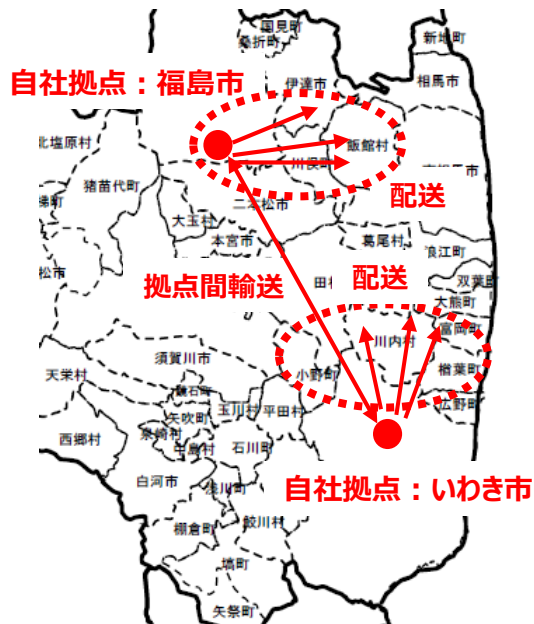 国見町
桑折町
新地町
自社拠点：福島市
伊達市
相馬市
北塩原村
飯館村
川俣町
猪苗代町
配送
二本松市
大玉村
本宮市
葛尾村
浪江町
松市
拠点間輸送
配送
双葉町
大熊町
富岡町
川内村
須賀川市
楢葉町
天栄村
小野町
鏡石町
広野町
玉川村
平田村
矢吹町
泉崎村
西郷村
中島村
石川町
白河市
浅川町
自社拠点：いわき市
棚倉町
鮫川村
塙町
矢祭町